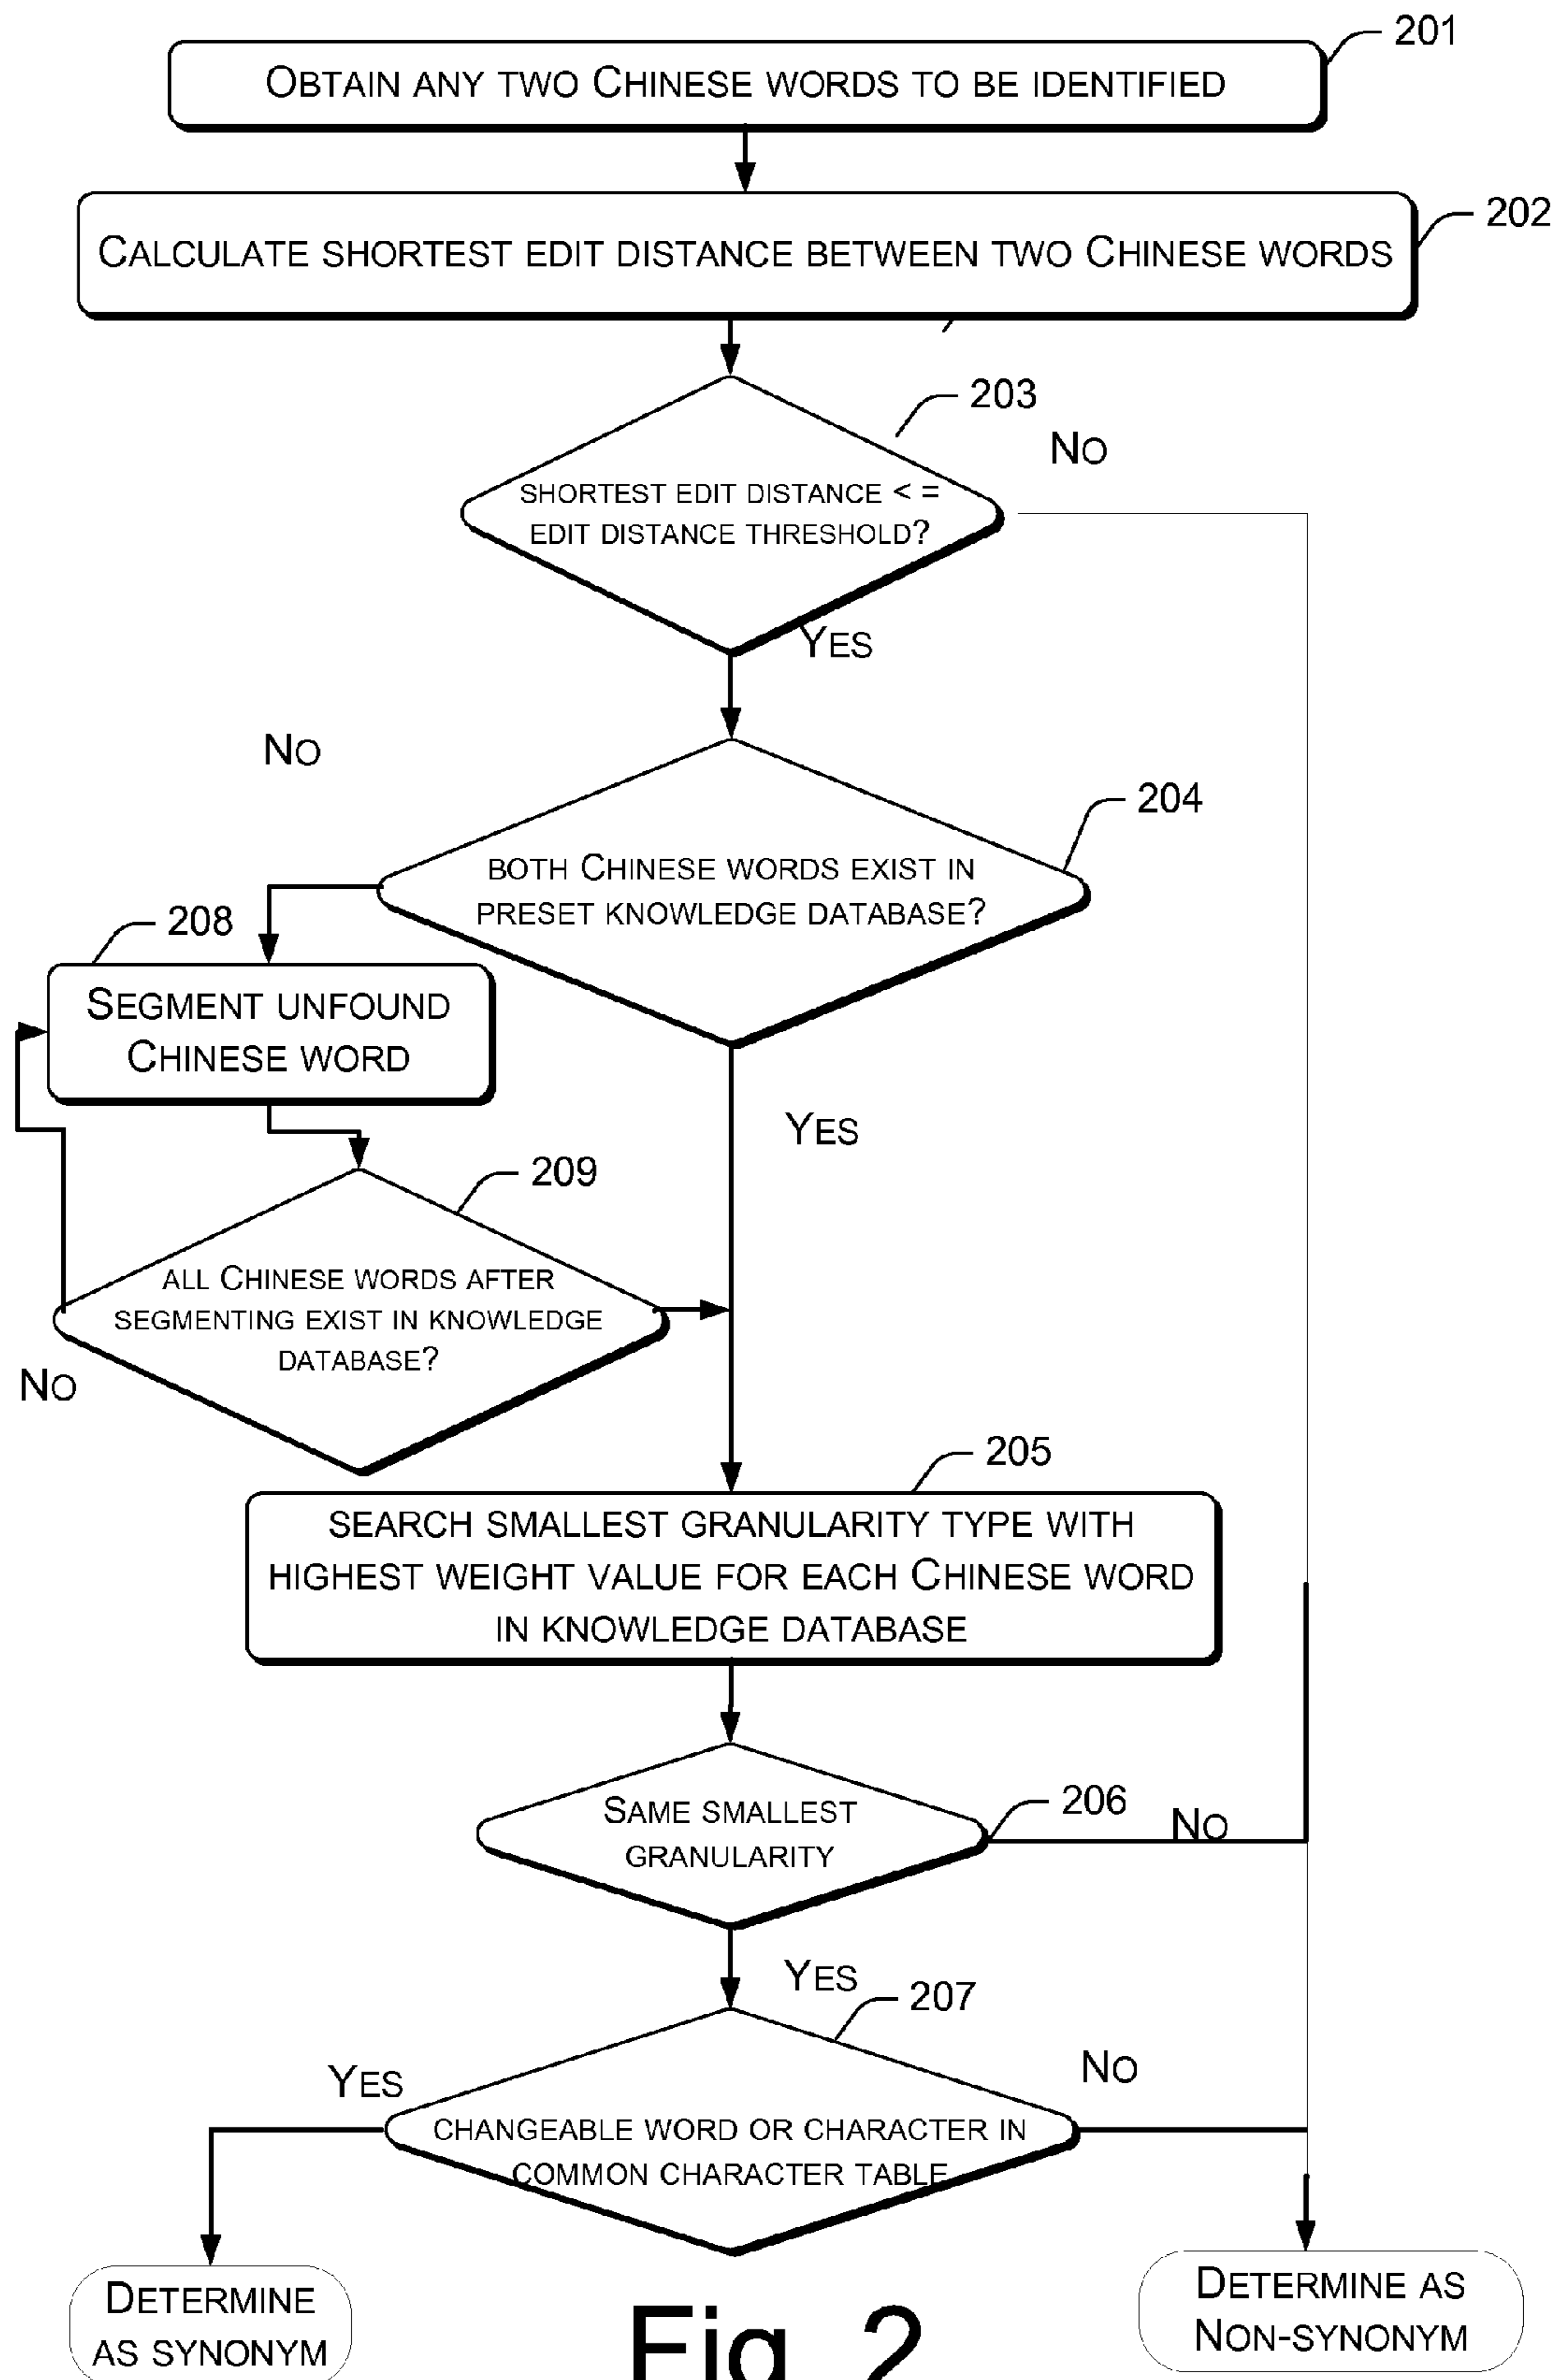 201
OBTAIN ANY TWO CHINESE WORDS TO BE IDENTIFIED
202
CALCULATE SHORTEST EDIT DISTANCE BETWEEN TWO CHINESE WORDS
203
NO
SHORTEST EDIT DISTANCE < =
EDIT DISTANCE THRESHOLD?
YES
NO
204
BOTH CHINESE WORDS EXIST IN
PRESET KNOWLEDGE DATABASE?
208
SEGMENT UNFOUND
CHINESE WORD
YES
209
ALL CHINESE WORDS AFTER
SEGMENTING EXIST IN KNOWLEDGE
DATABASE?
NO
205
SEARCH SMALLEST GRANULARITY TYPE WITH
HIGHEST WEIGHT VALUE FOR EACH CHINESE WORD
IN KNOWLEDGE DATABASE
206
NO
SAME SMALLEST
GRANULARITY
YES
207
YES
NO
CHANGEABLE WORD OR CHARACTER IN
COMMON CHARACTER TABLE
DETERMINE
AS SYNONYM
DETERMINE AS
NON-SYNONYM
Fig. 2